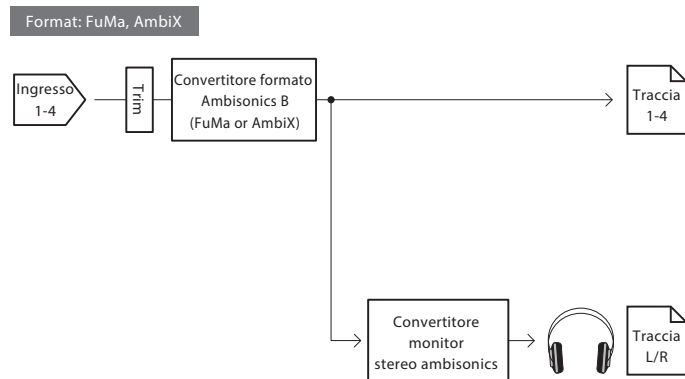 Format: FuMa, AmbiX
Ingresso
1-4
Trim
Convertitore formato
Ambisonics B
(FuMa or AmbiX)
Traccia
1-4
Convertitore
monitor
stereo ambisonics
Traccia
L/R